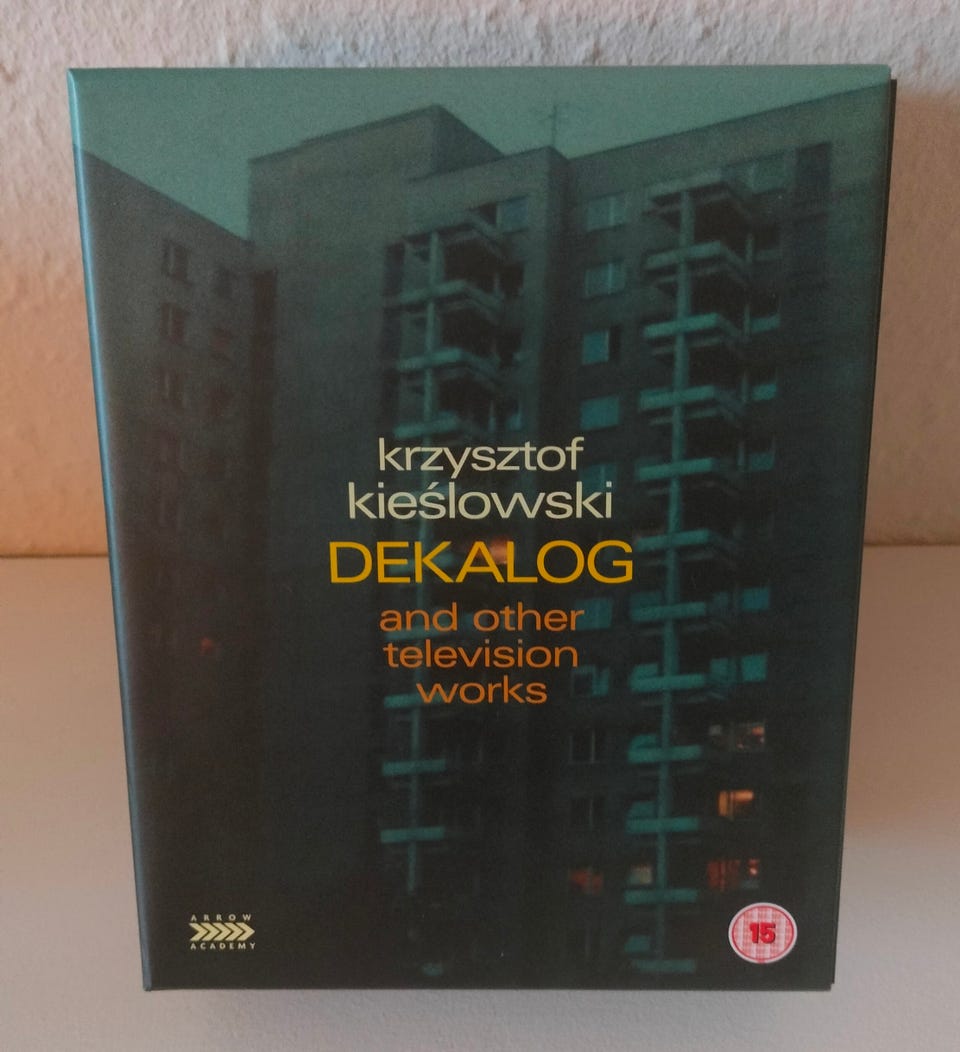 krzysztof
kieślowski
DEKALOG
and other
television
works
ARROW
ACADEMY
15